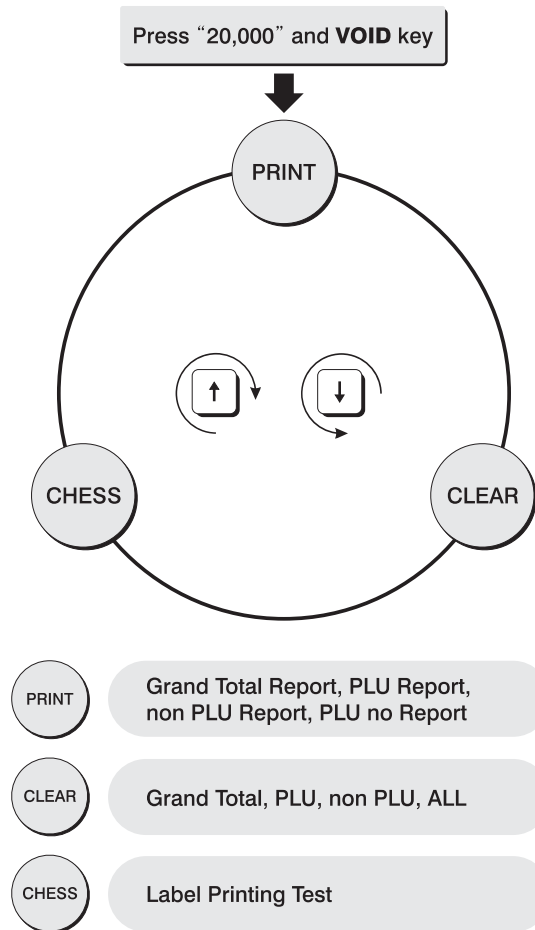 Press “20,000” and VOID key
PRINT
↑ ↓
CHESS
CLEAR
PRINT
Grand Total Report, PLU Report,
non PLU Report, PLU no Report
CLEAR
Grand Total, PLU, non PLU, ALL
CHESS
Label Printing Test